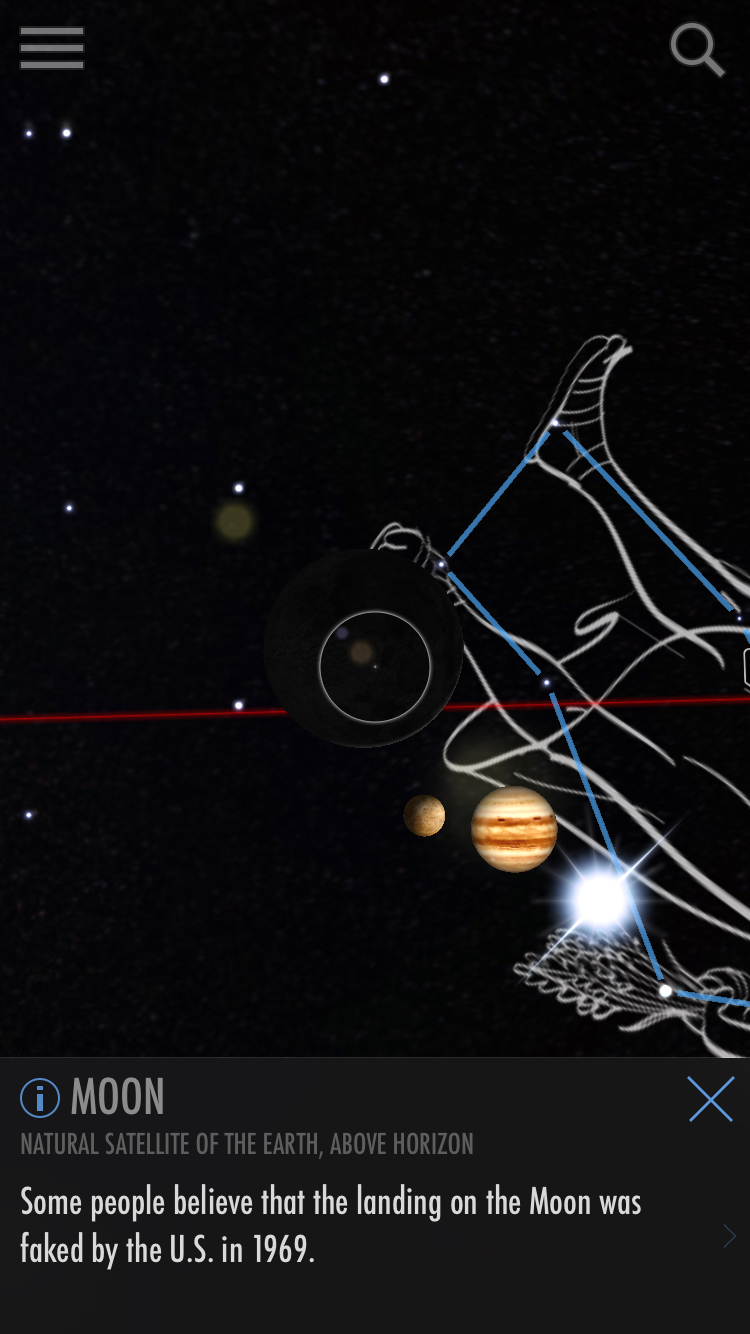 MOON
NATURAL SATELLITE OF THE EARTH, ABOVE HORIZON
Some people believe that the landing on the Moon was
faked by the U.S. in 1969.